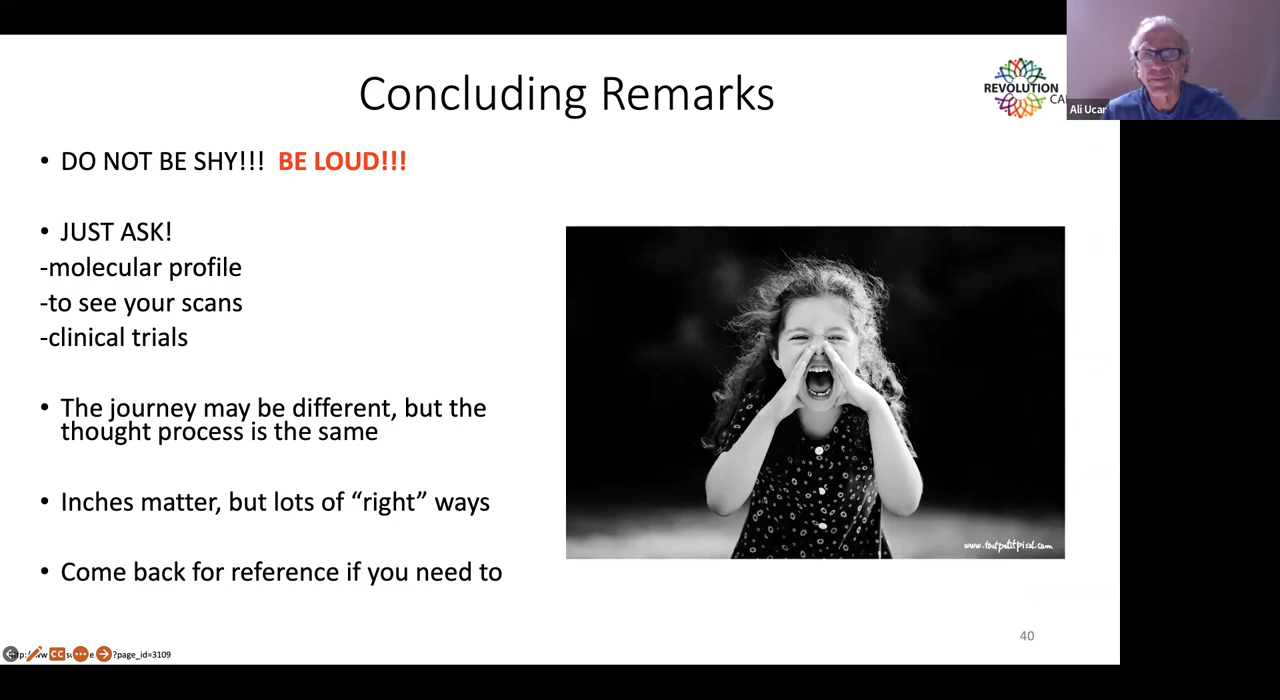 Concluding Remarks
REVOLUTION
CA
Ali Ucar
• DO NOT BE SHY!!! BE LOUD!!!
• JUST ASK!
-molecular profile
-to see your scans
-clinical trials
• The journey may be different, but the
thought process is the same
• Inches matter, but lots of “right” ways
• Come back for reference if you need to
www.toutpetitpixel.com
40
CC
?page_id=3109